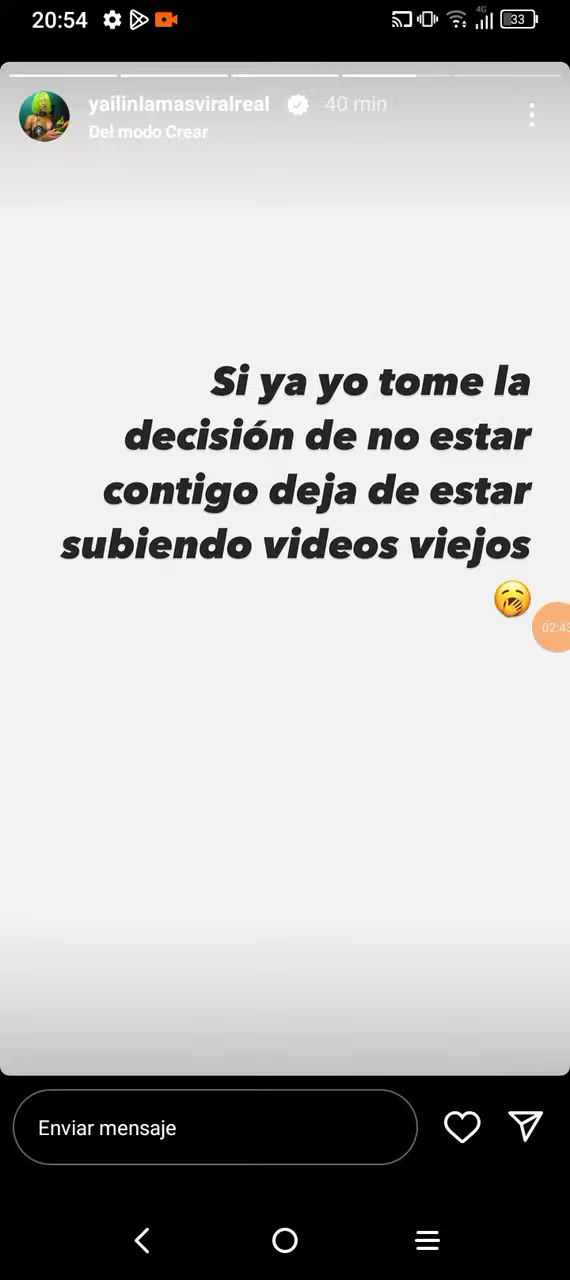 20:54
4G
33
yailinlamasviralreal 40 min
Del modo Crear
Si ya yo tome la
decisión de no estar
contigo deja de estar
subiendo videos viejos
🥱
02:43
Enviar mensaje